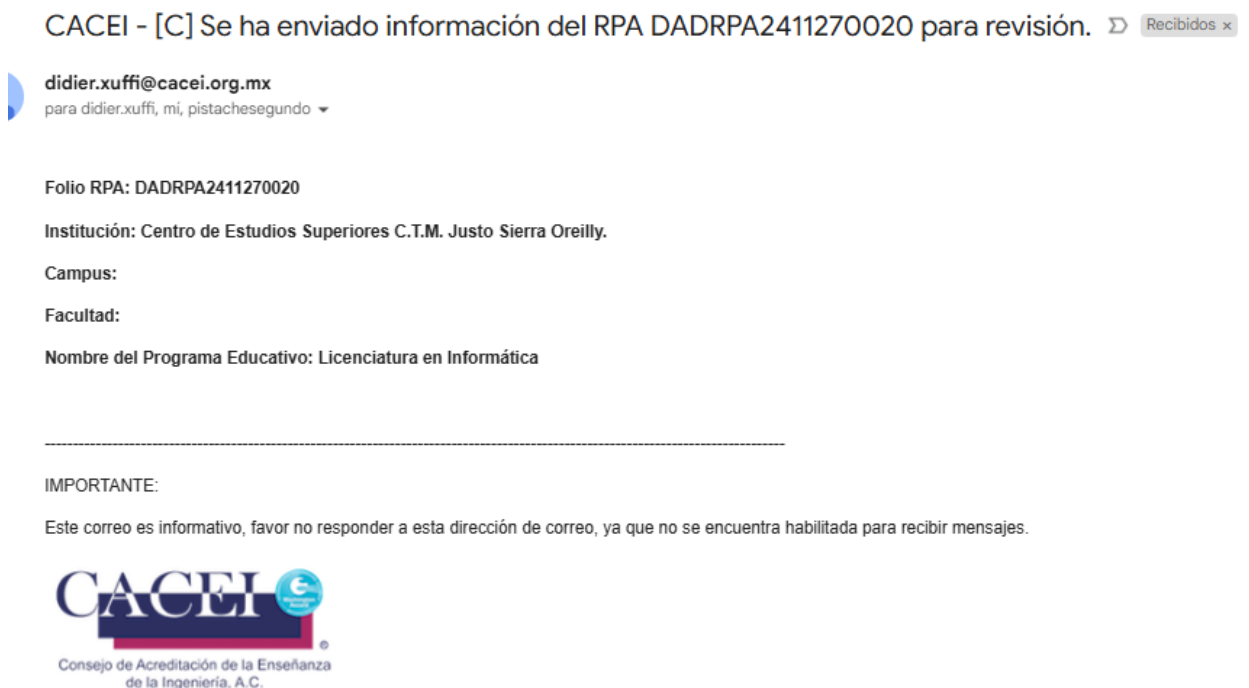 CACEI - [C] Se ha enviado información del RPA DADRPA2411270020 para revisión. Recibidos x
didier.xuffi@cacei.org.mx
para didier.xuffi, mí, pistachesegundo
Folio RPA: DADRPA2411270020
Institución: Centro de Estudios Superiores C.T.M. Justo Sierra Oreilly.
Campus:
Facultad:
Nombre del Programa Educativo: Licenciatura en Informática
IMPORTANTE:
Este correo es informativo, favor no responder a esta dirección de correo, ya que no se encuentra habilitada para recibir mensajes.
CACEI
Washington
Accord
®
Consejo de Acreditación de la Enseñanza
de la Ingeniería, A.C.